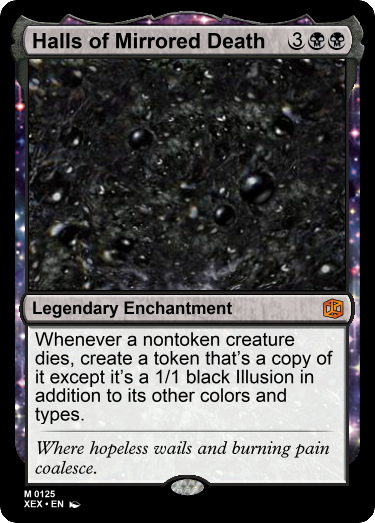 Halls of Mirrored Death 3
Legendary Enchantment
Whenever a nontoken creature
dies, create a token that's a copy of
it except it's a 1/1 black Illusion in
addition to its other colors and
types.
Where hopeless wails and burning pain
coalesce.
M 0125
XEX • EN